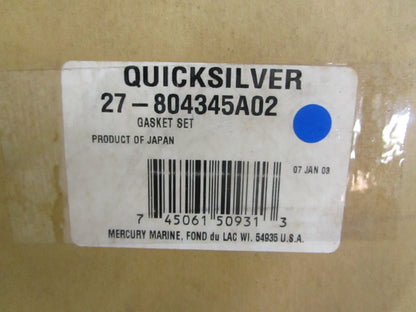 QUICKSILVER
27-804345A02
GASKET SET
PRODUCT OF JAPAN
07 JAN 03
7 45061 50931 3
MERCURY MARINE, FOND du LAC WI. 54935 U.S.A.